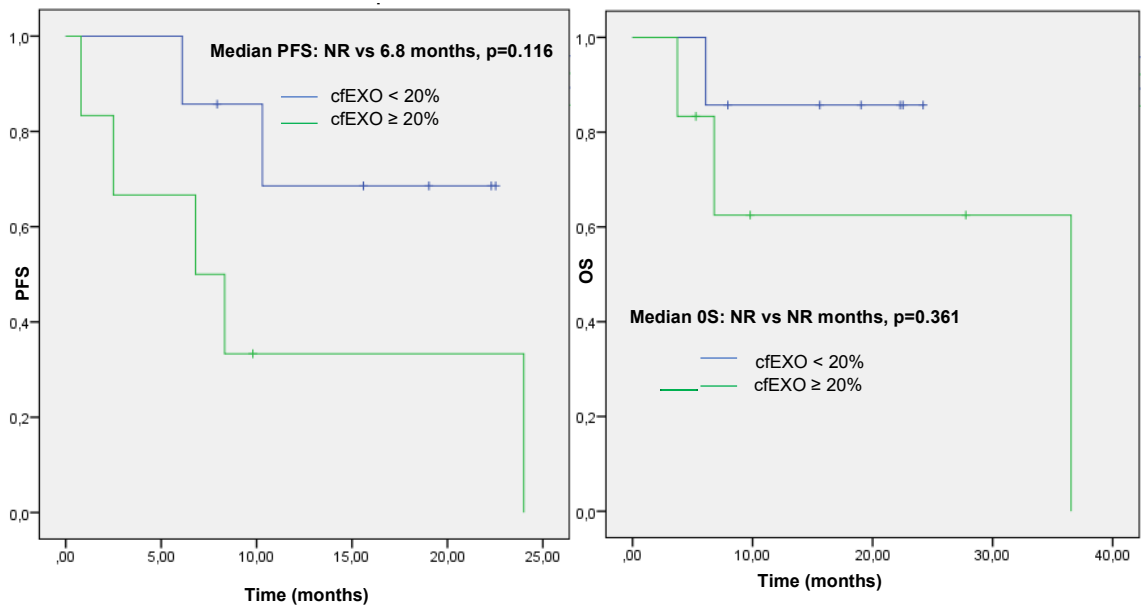 Median PFS: NR vs 6.8 months, p=0.116
cfEXO < 20%
cfEXO ≥ 20%
1,0
0,8
0,6
0,4
0,2
0,0
PFS
,00
5,00
10,00
15,00
20,00
25,00
Time (months)
1,0
0,8
0,6
0,4
0,2
0,0
OS
Median 0S: NR vs NR months, p=0.361
cfEXO < 20%
cfEXO ≥ 20%
,00
10,00
20,00
30,00
40,00
Time (months)